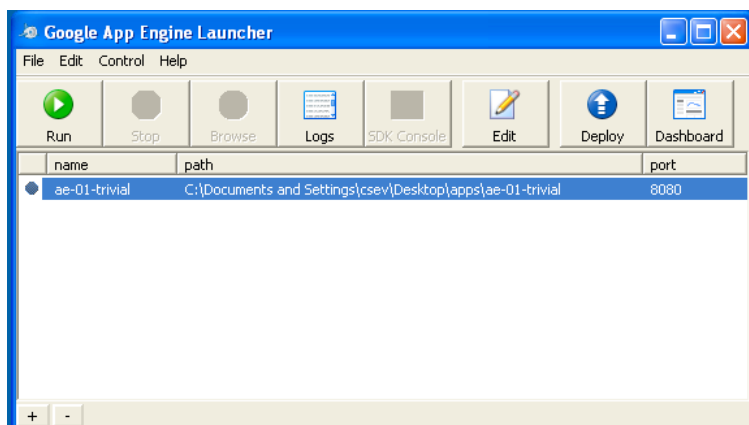 Google App Engine Launcher
File Edit Control Help
Run Stop Browse Logs SDK Console Edit Deploy Dashboard
name path port
ae-01-trivial C:\Documents and Settings\csev\Desktop\apps\ae-01-trivial 8080
+ -